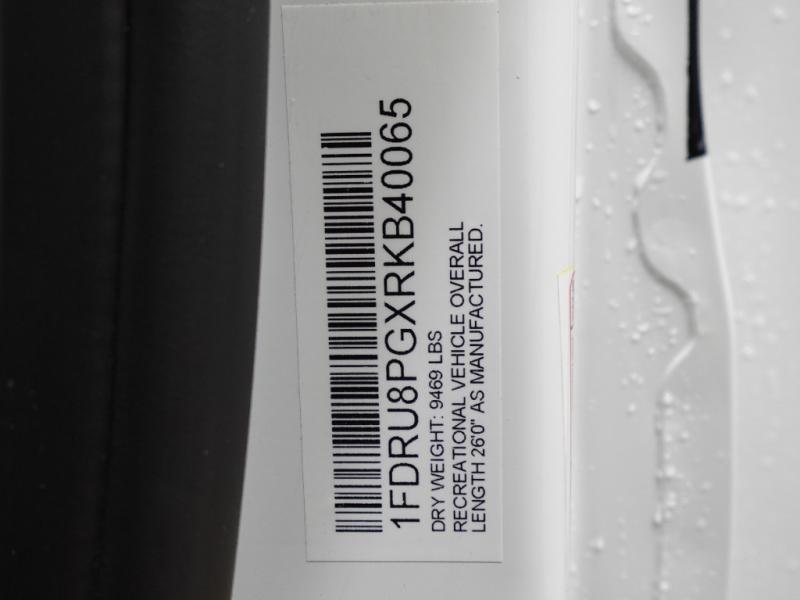 1FDRU8PGXRKB40065
DRY WEIGHT: 9469 LBS
RECREATIONAL VEHICLE OVERALL
LENGTH 26'0" AS MANUFACTURED.